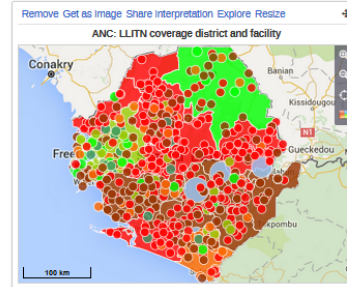 Remove Get as Image Share Interpretation Explore Resize
ANC: LLITN coverage district and facility
Conakry
Banian
Kissidougou
N1
Gueckedou
Free
kpombu
100 km